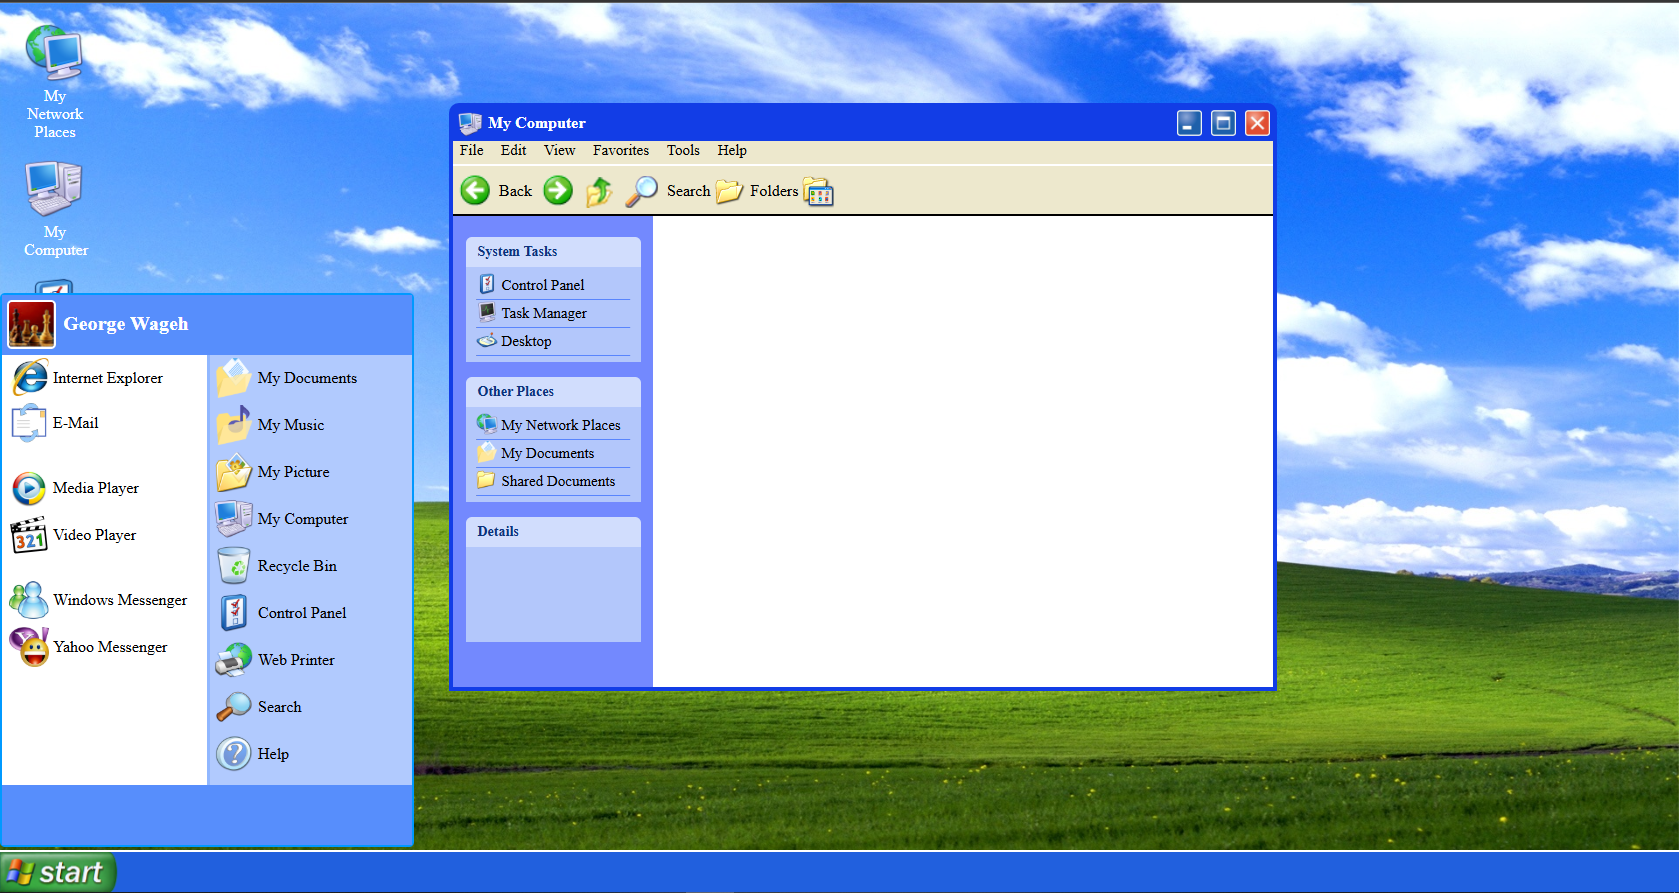 My
Network
Places
My
Computer
My Computer
File Edit View Favorites Tools Help
Back Search Folders
System Tasks
Control Panel
Task Manager
Desktop
Other Places
My Network Places
My Documents
Shared Documents
Details
George Wageh
Internet Explorer
E-Mail
Media Player
321
Video Player
Windows Messenger
Yahoo Messenger
My Documents
My Music
My Picture
My Computer
Recycle Bin
Control Panel
Web Printer
Search
Help
start